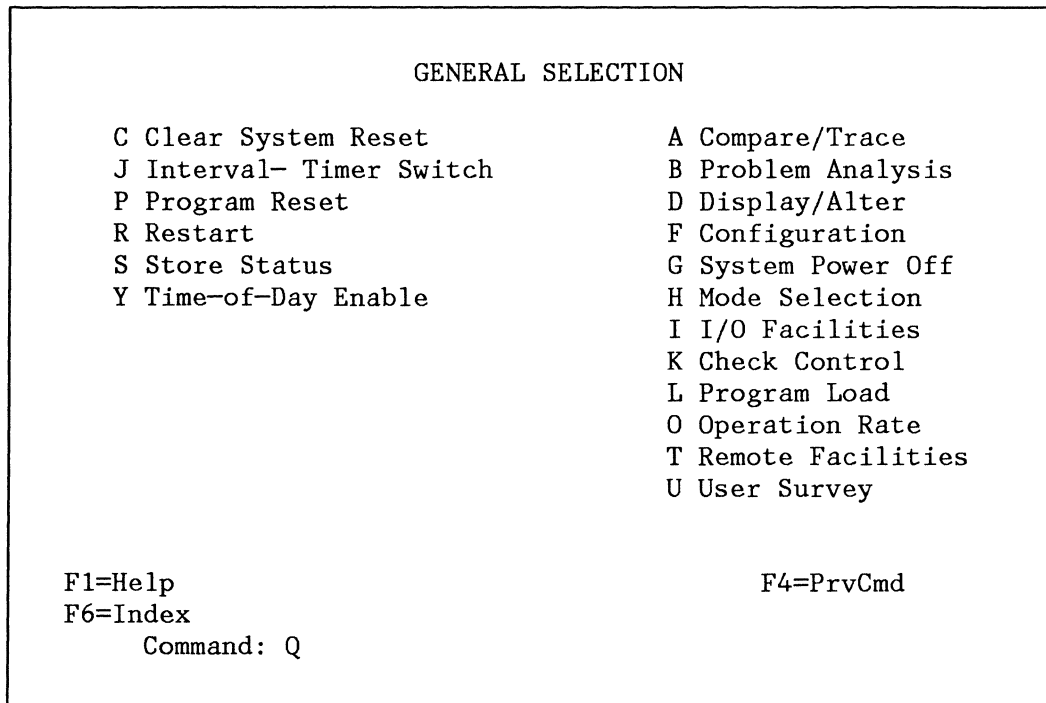 GENERAL SELECTION
C Clear System Reset
J Interval— Timer Switch
P Program Reset
R Restart
S Store Status
Y Time—of—Day Enable
A Compare/Trace
B Problem Analysis
D Display/Alter
F Configuration
G System Power Off
H Mode Selection
I I/O Facilities
K Check Control
L Program Load
O Operation Rate
T Remote Facilities
U User Survey
F1=Help
F4=PrvCmd
F6=Index
Command: Q